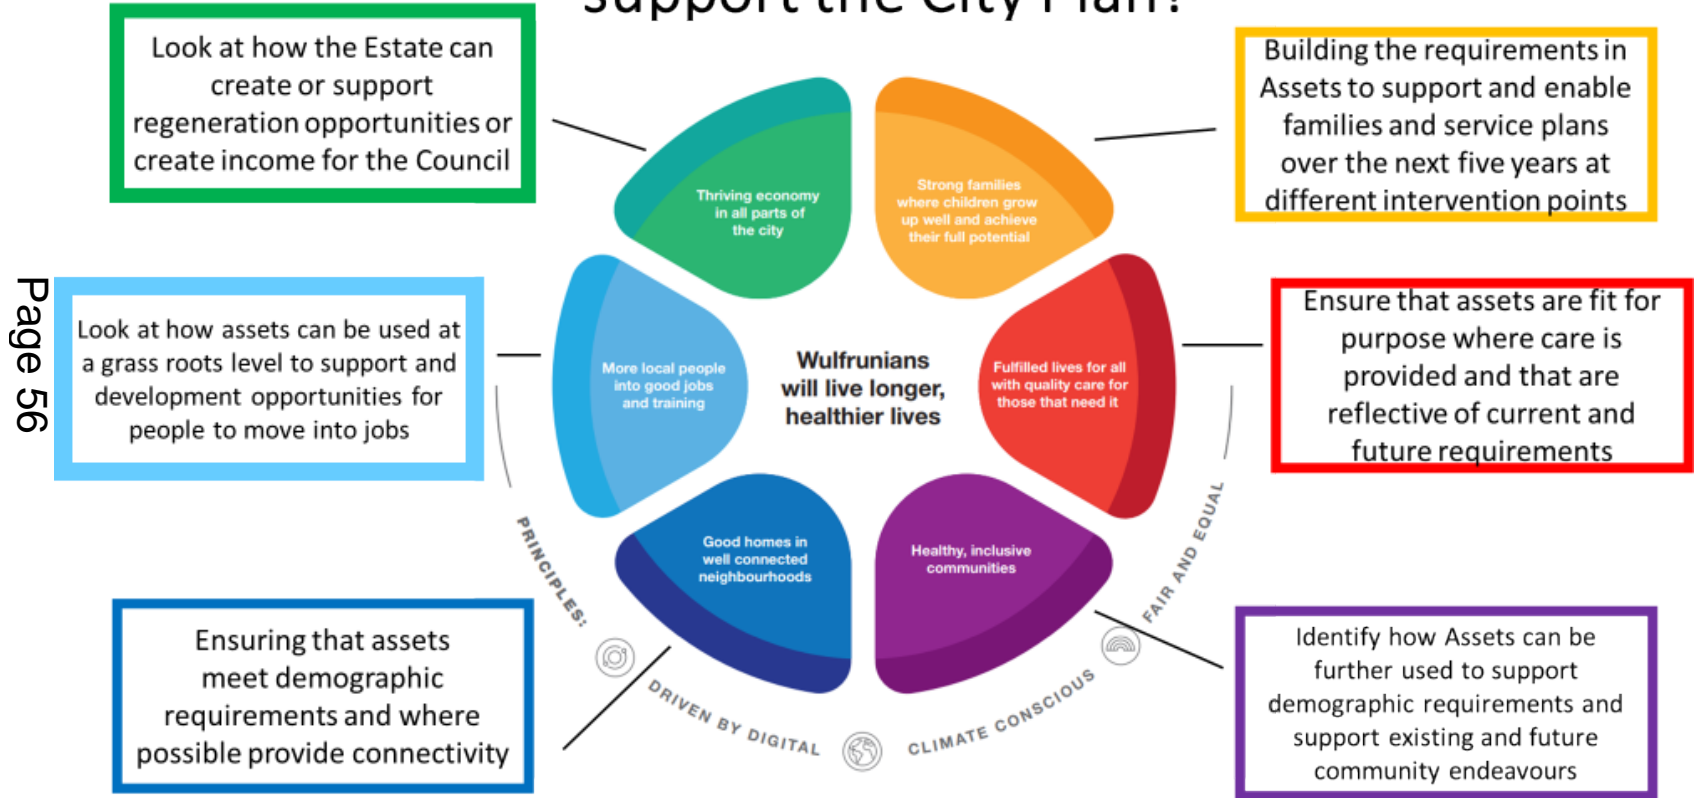 support the City Plan?
Look at how the Estate can
create or support
regeneration opportunities or
create income for the Council
Building the requirements in
Assets to support and enable
families and service plans
over the next five years at
different intervention points
Thriving economy
in all parts of
the city
Strong families
where children grow
up well and achieve
their full potential
Page 56
Look at how assets can be used at
a grass roots level to support and
development opportunities for
people to move into jobs
More local people
into good jobs
and training
Wulfrunians
will live longer,
healthier lives
Fulfilled lives for all
with quality care for
those that need it
Ensure that assets are fit for
purpose where care is
provided and that are
reflective of current and
future requirements
Good homes in
well connected
neighbourhoods
Healthy, inclusive
communities
Ensuring that assets
meet demographic
requirements and where
possible provide connectivity
Identify how Assets can be
further used to support
demographic requirements and
support existing and future
community endeavours
PRINCIPLES:
DRIVEN BY DIGITAL
CLIMATE CONSCIOUS
FAIR AND EQUAL